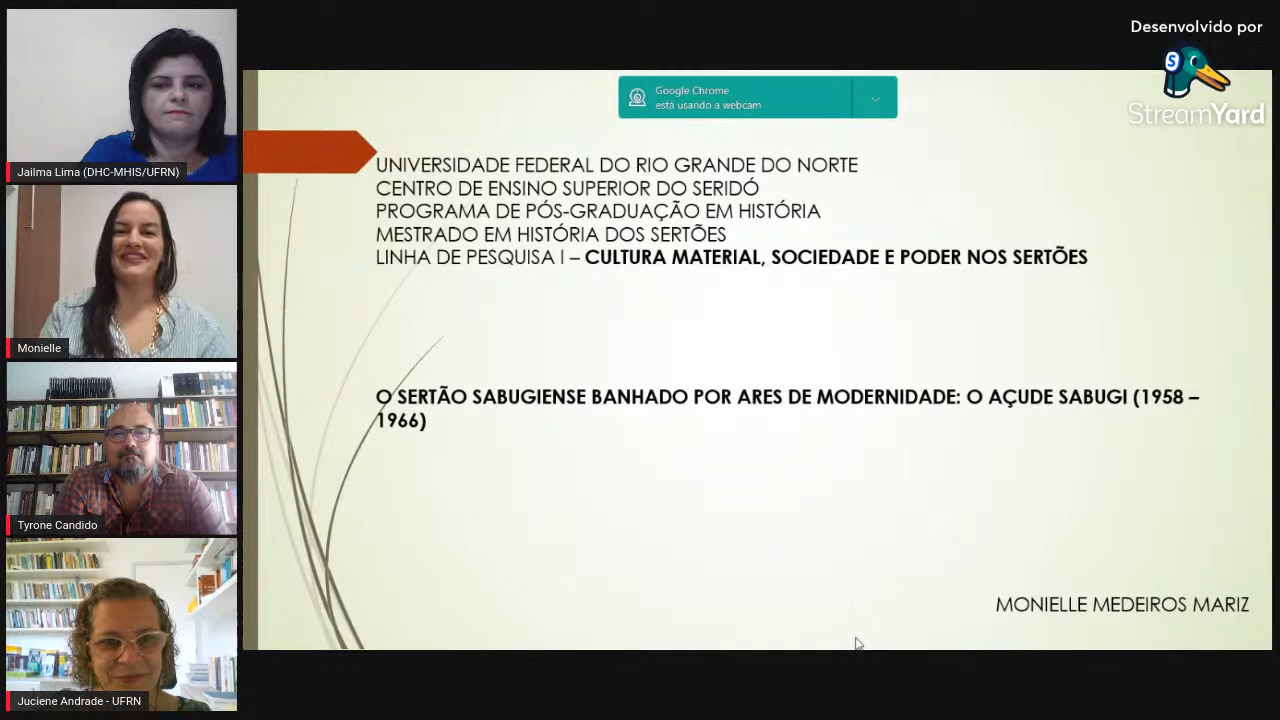 Desenvolvido por
StreamYard
Google Chrome
está usando a webcam
UNIVERSIDADE FEDERAL DO RIO GRANDE DO NORTE
CENTRO DE ENSINO SUPERIOR DO SERIDÓ
PROGRAMA DE PÓS-GRADUAÇÃO EM HISTÓRIA
MESTRADO EM HISTÓRIA DOS SERTÕES
LINHA DE PESQUISA I – CULTURA MATERIAL, SOCIEDADE E PODER NOS SERTÕES
O SERTÃO SABUGIENSE BANHADO POR ARES DE MODERNIDADE: O AÇUDE SABUGI (1958 –
1966)
MONIELLE MEDEIROS MARIZ
Jailma Lima (DHC-MHIS/UFRN)
Monielle
Tyrone Candido
Juciene Andrade - UFRN